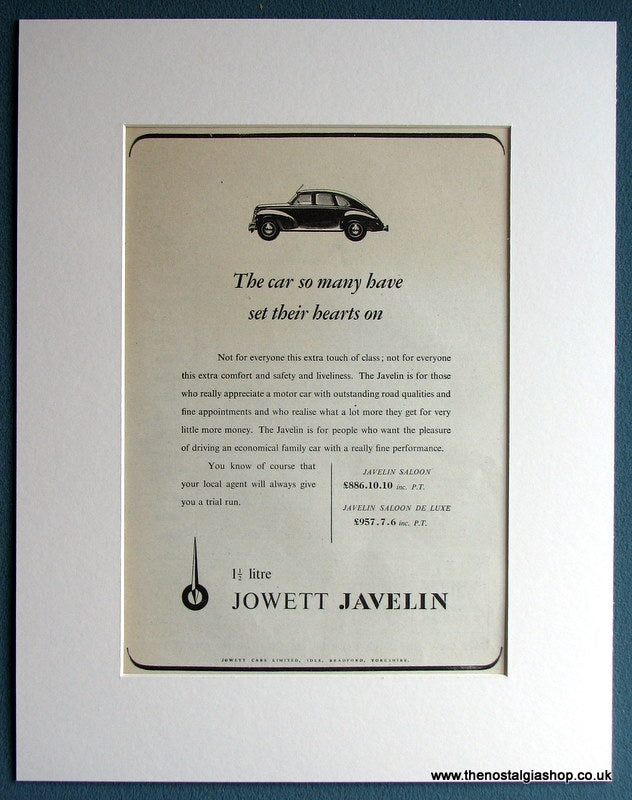 The car so many have
set their hearts on
Not for everyone this extra touch of class; not for everyone
this extra comfort and safety and liveliness. The Javelin is for those
who really appreciate a motor car with outstanding road qualities and
fine appointments and who realise what a lot more they get for very
little more money. The Javelin is for people who want the pleasure
of driving an economical family car with a really fine performance.
You know of course that
your local agent will always give
you a trial run.
JAVELIN SALOON
£886.10.10 inc. P.T.
JAVELIN SALOON DE LUXE
£957.7.6 inc. P.T.
1½ litre
JOWETT JAVELIN
JOWETT CARS LIMITED, IDLE, BRADFORD, YORKSHIRE.
www.thenostalgiashop.co.uk